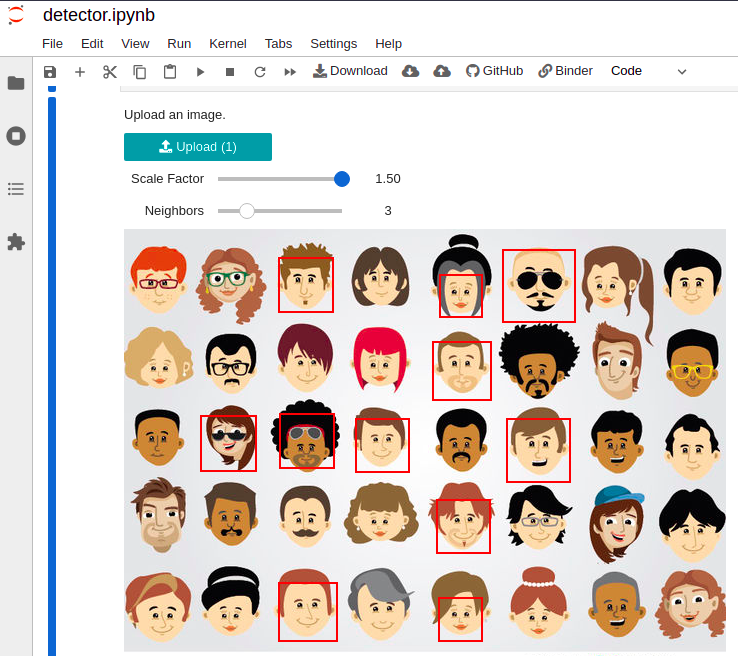 detector.ipynb
File Edit View Run Kernel Tabs Settings Help
Download GitHub Binder Code
Upload an image.
Upload (1)
Scale Factor 1.50
Neighbors 3